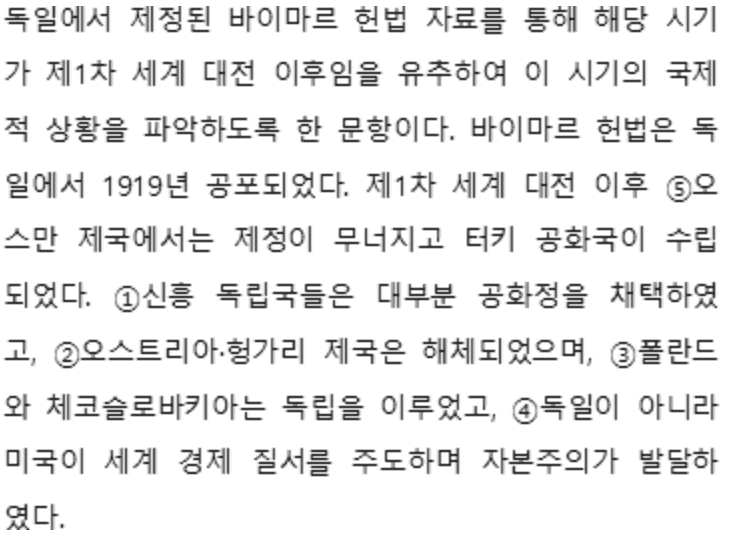 독일에서 제정된 바이마르 헌법 자료를 통해 해당 시기
가 제1차 세계 대전 이후임을 유추하여 이 시기의 국제
적 상황을 파악하도록 한 문항이다. 바이마르 헌법은 독
일에서 1919년 공포되었다. 제1차 세계 대전 이후 ⑤오
스만 제국에서는 제정이 무너지고 터키 공화국이 수립
되었다. ①신흥 독립국들은 대부분 공화정을 채택하였
고, ②오스트리아·헝가리 제국은 해체되었으며, ③폴란드
와 체코슬로바키아는 독립을 이루었고, ④독일이 아니라
미국이 세계 경제 질서를 주도하며 자본주의가 발달하
였다.